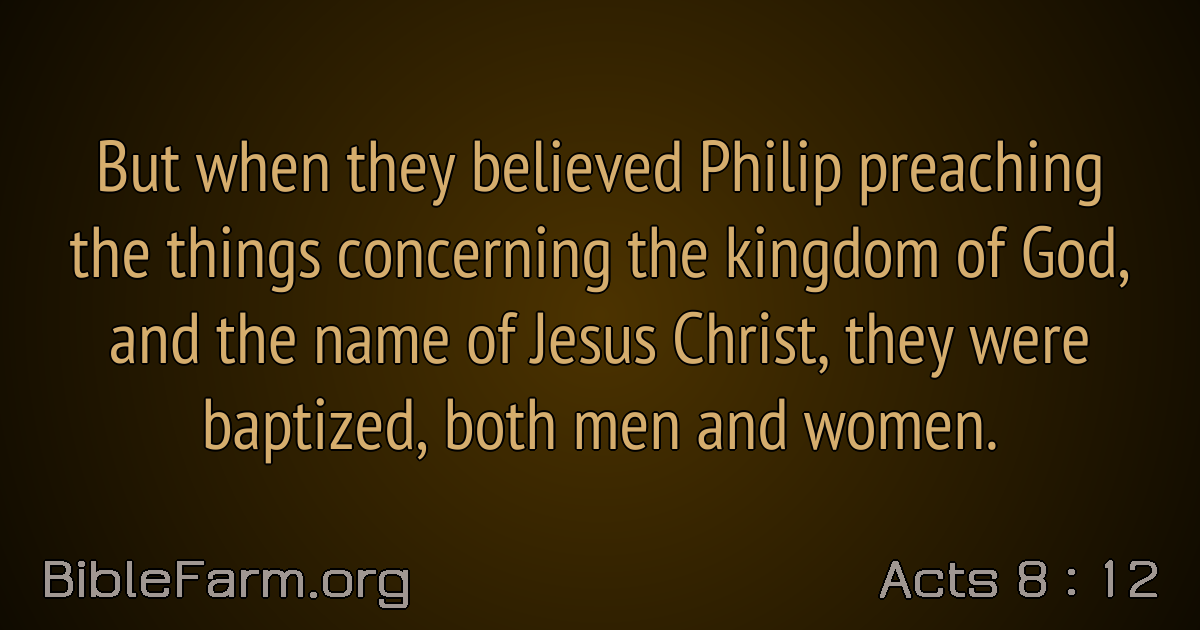 But when they believed Philip preaching
the things concerning the kingdom of God,
and the name of Jesus Christ, they were
baptized, both men and women.
BibleFarm.org
Acts 8 : 12